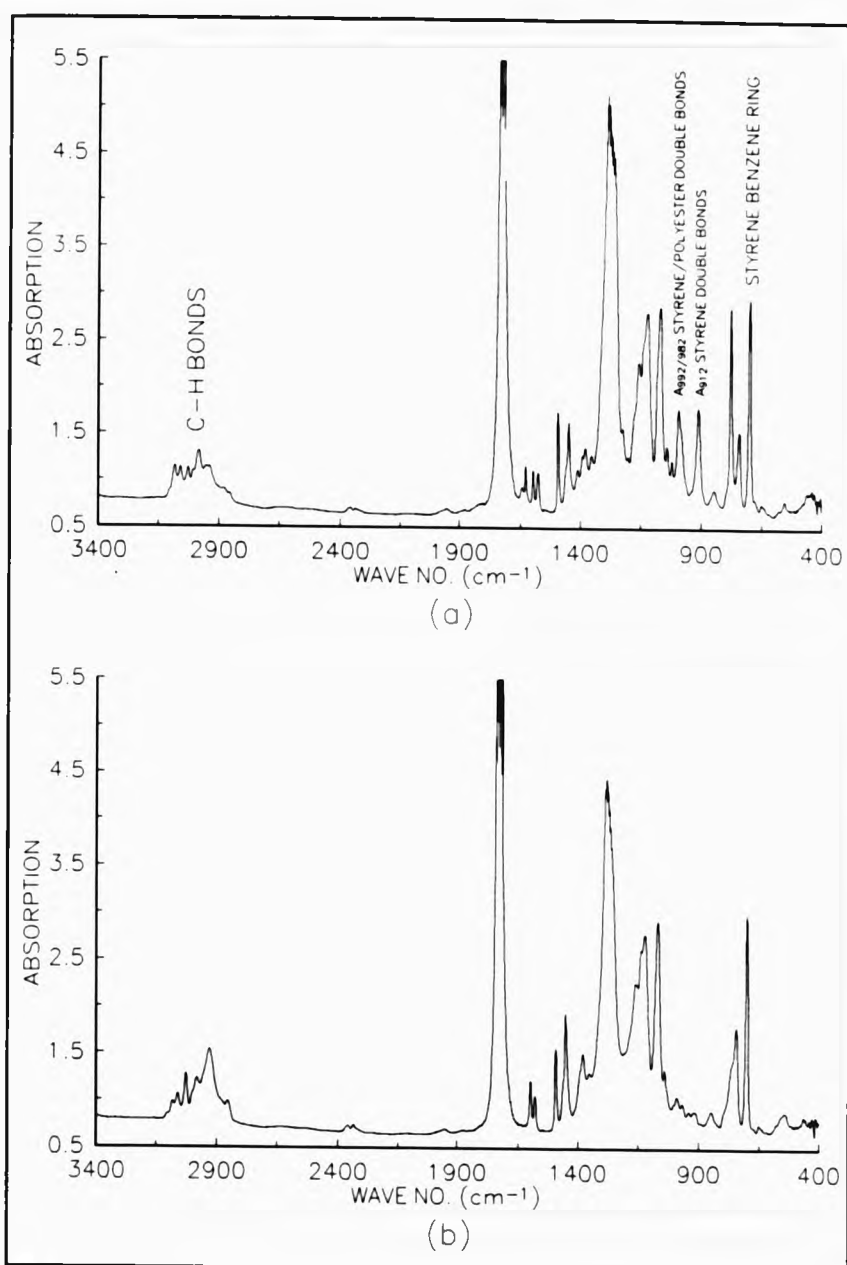 5.5
4.5
3.5
2.5
1.5
0.5
ABSORPTION
C–H BONDS
A992/982 STYRENE/POLYESTER DOUBLE BONDS
A912 STYRENE DOUBLE BONDS
STYRENE BENZENE RING
3400 2900 2400 1900 1400 900 400
WAVE NO. (cm⁻¹)
(a)
5.5
4.5
3.5
2.5
1.5
0.5
ABSORPTION
3400 2900 2400 1900 1400 900 400
WAVE NO. (cm⁻¹)
(b)